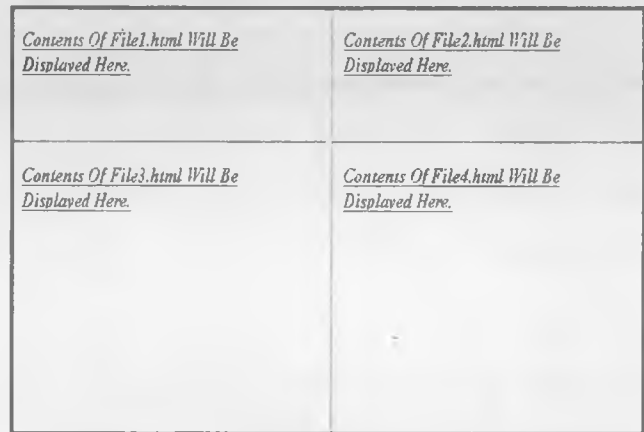 Contents Of File1.html Will Be
Displayed Here.
Contents Of File2.html Will Be
Displayed Here.
Contents Of File3.html Will Be
Displayed Here.
Contents Of File4.html Will Be
Displayed Here.